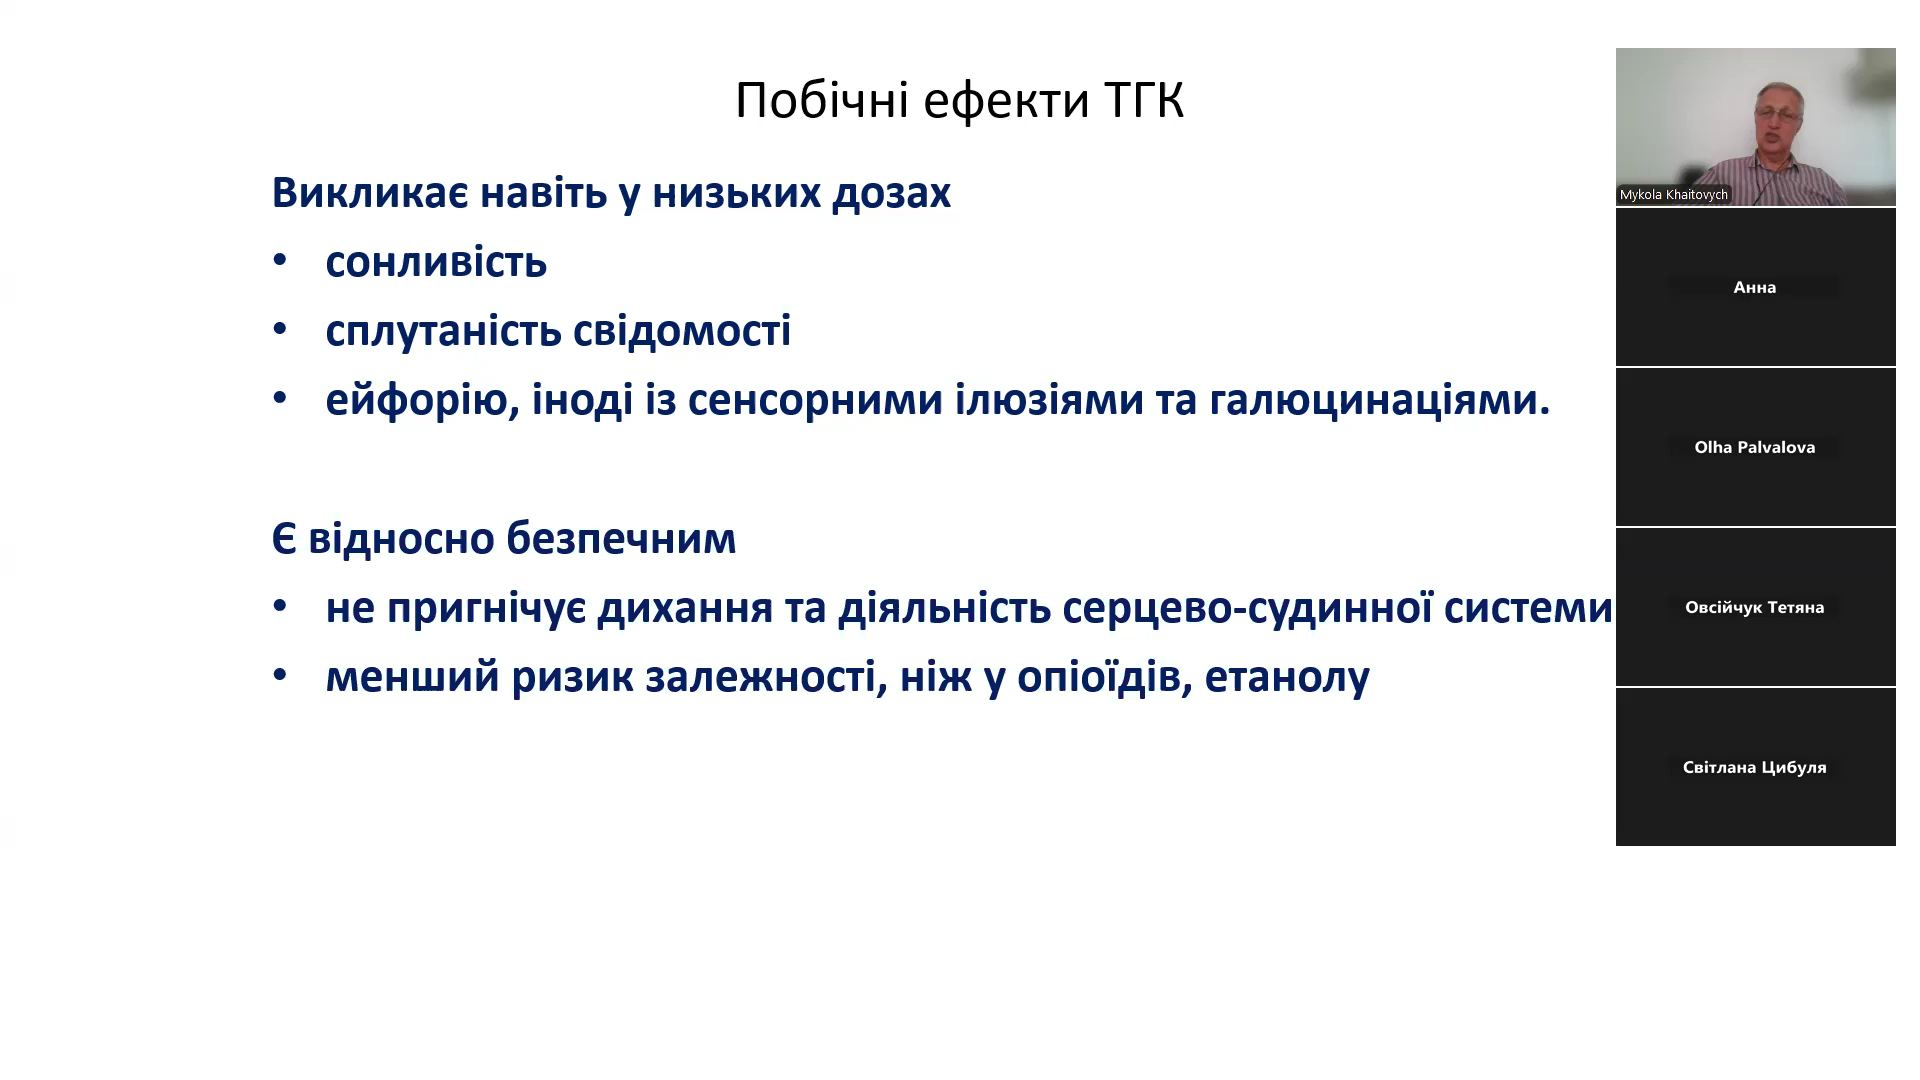 Побічні ефекти ТГК
Викликає навіть у низьких дозах
• сонливість
• сплутаність свідомості
• ейфорію, іноді із сенсорними ілюзіями та галюцинаціями.
Є відносно безпечним
• не пригнічує дихання та діяльність серцево-судинної системи
• менший ризик залежності, ніж у опіоїдів, етанолу
Mykola Khaitovych
Анна
Olha Palvalova
Овсійчук Тетяна
Світлана Цибуля